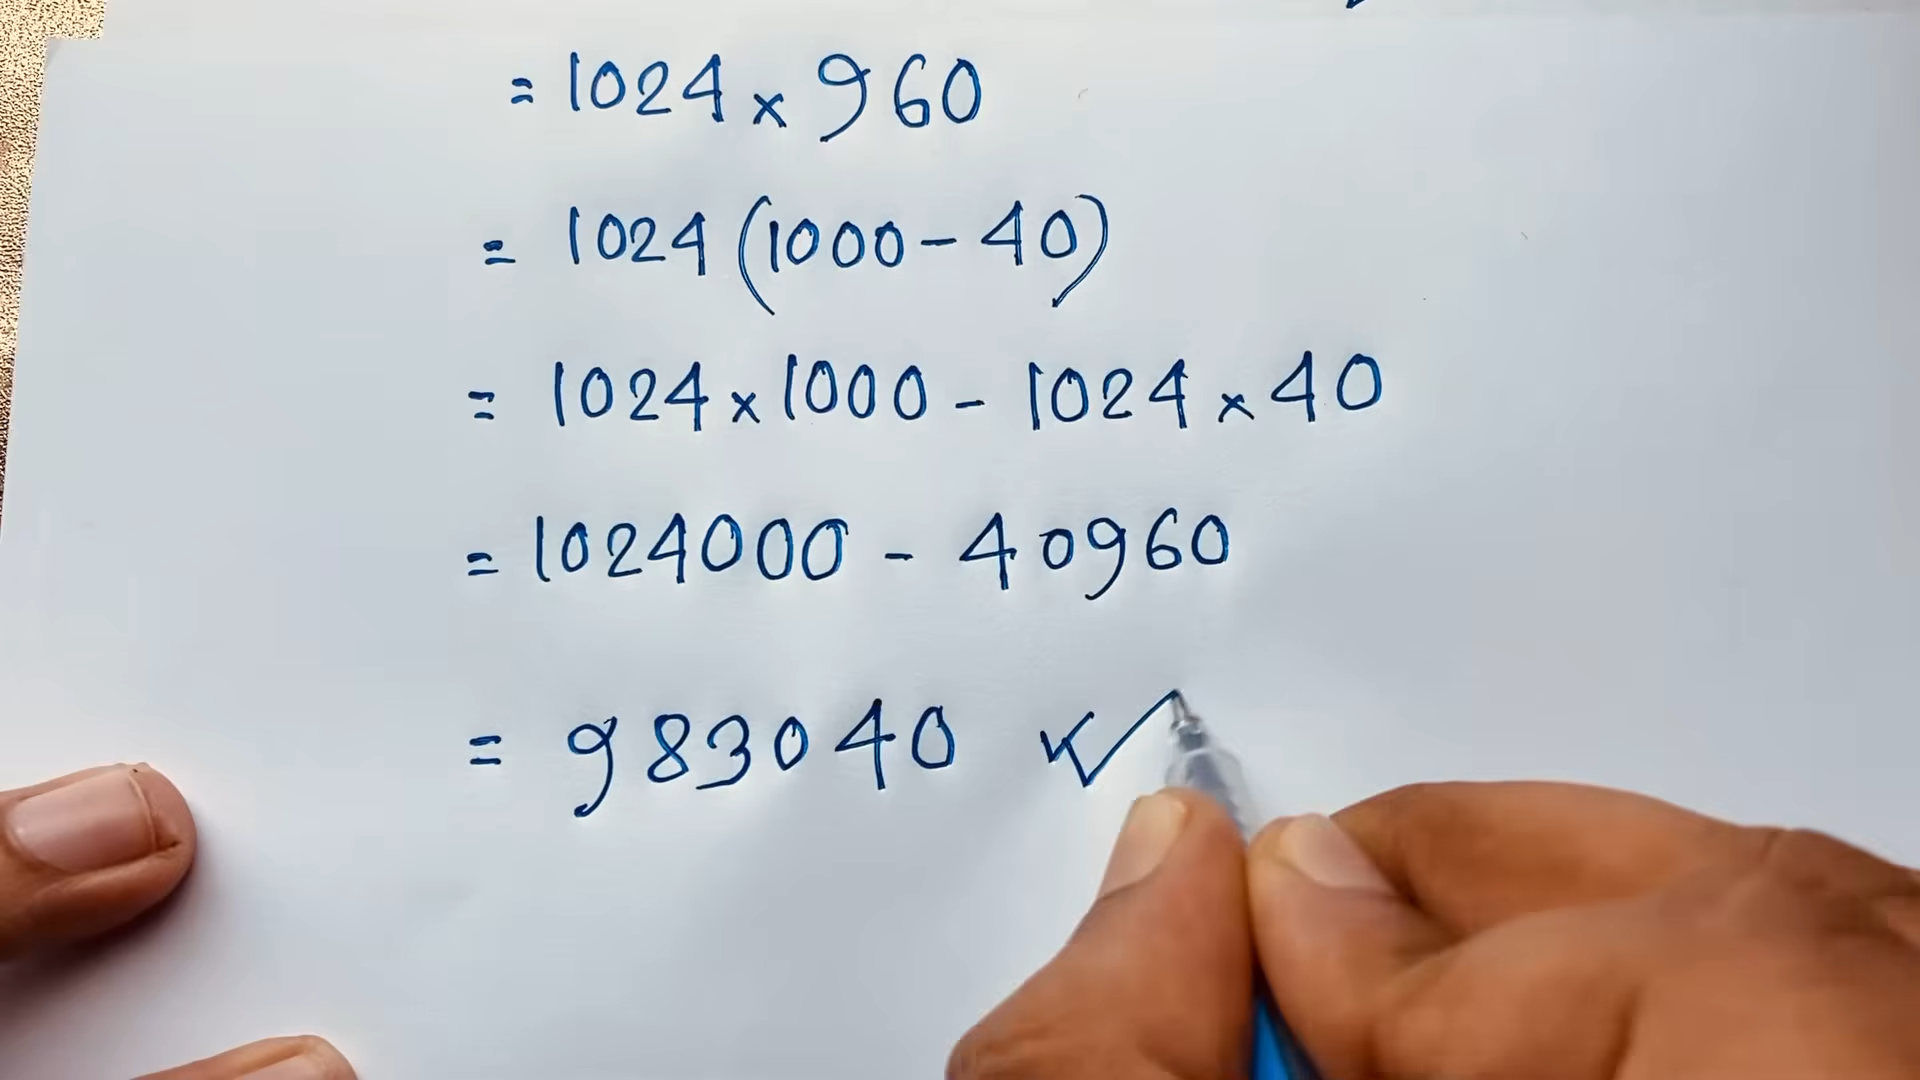 = 1024 × 960
= 1024 (1000 - 40)
= 1024 × 1000 - 1024 × 40
= 1024000 - 40960
= 983040 ✓